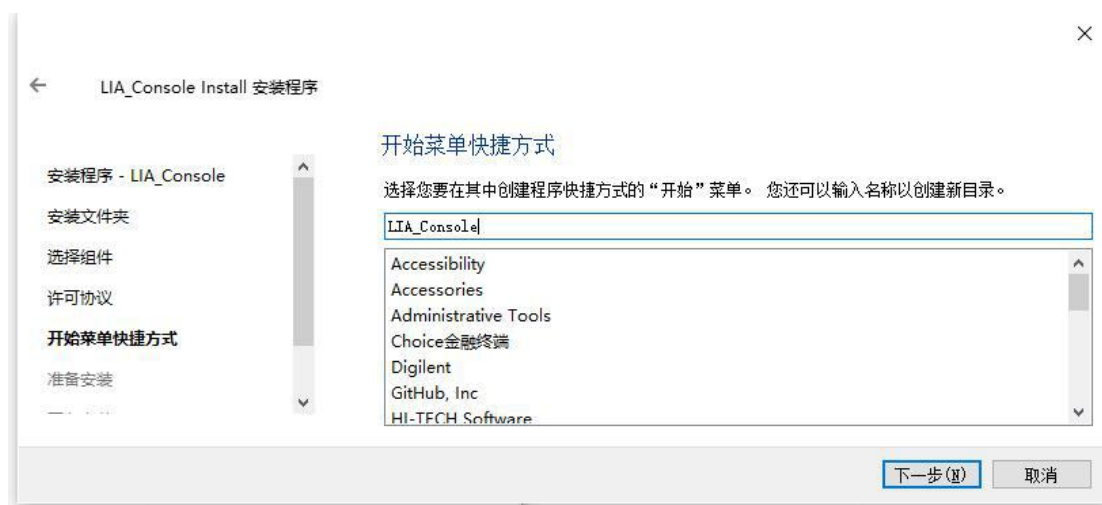 LIA_Console Install 安装程序
安装程序 - LIA_Console
安装文件夹
选择组件
许可协议
开始菜单快捷方式
准备安装
开始菜单快捷方式
选择您要在其中创建程序快捷方式的“开始”菜单。 您还可以输入名称以创建新目录。
LIA_Console
Accessibility
Accessories
Administrative Tools
Choice金融终端
Digilent
GitHub, Inc
HI-TECH Software
下一步(N)
取消